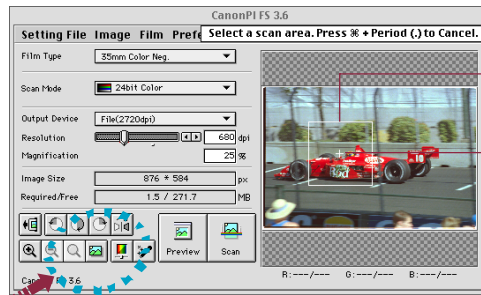 CanonPI FS 3.6
Setting File Image Film Prefe
Select a scan area. Press ⌘ + Period (.) to Cancel.
Film Type 35mm Color Neg.
Scan Mode 24bit Color
Output Device File(2720dpi)
Resolution 680 dpi
Magnification 25 %
Image Size 876 * 584 px
Required/Free 1.5 / 271.7 MB
Preview Scan
FS 3.6
R:---/--- G:---/--- B:---/---
10